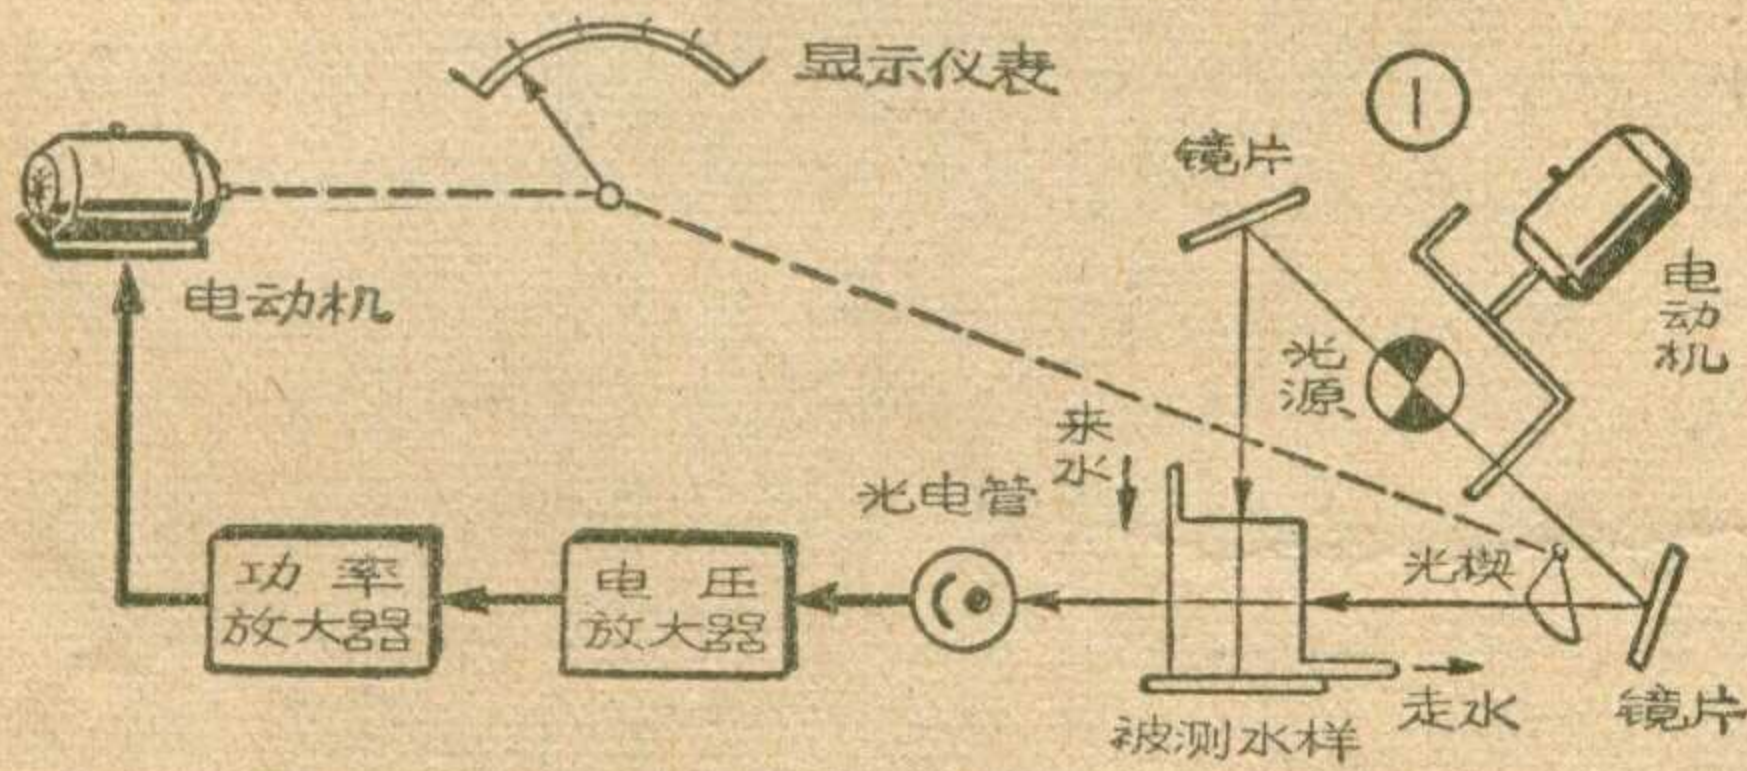 显示仪表
①
镜片
电动机
电动机
光源
来水
光电管
光楔
功率
放大器
电压
放大器
走水
镜片
被测水样